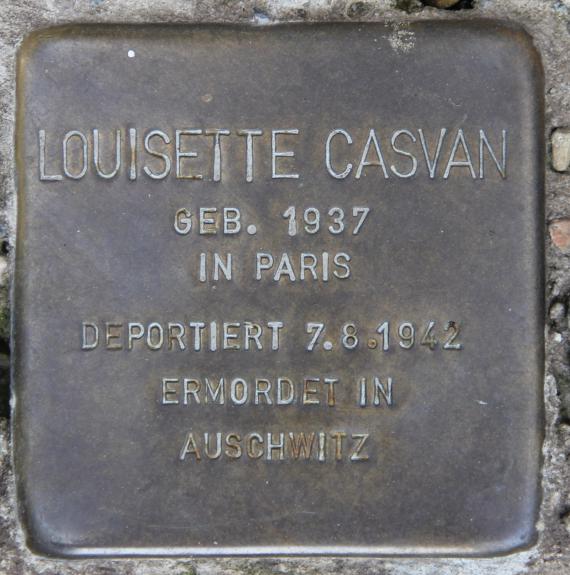 LOUISETTE CASVAN
GEB. 1937
IN PARIS
DEPORTIERT 7.8.1942
ERMORDET IN
AUSCHWITZ